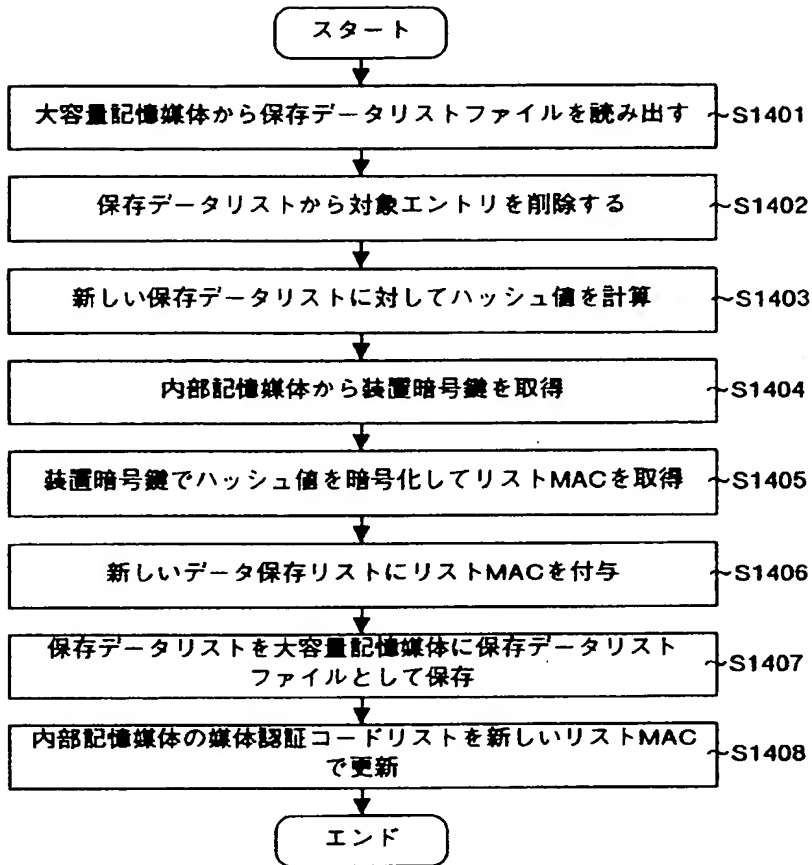 スタート
大容量記憶媒体から保存データリストファイルを読み出す ~S1401
保存データリストから対象エントリを削除する ~S1402
新しい保存データリストに対してハッシュ値を計算 ~S1403
内部記憶媒体から装置暗号鍵を取得 ~S1404
装置暗号鍵でハッシュ値を暗号化してリストMACを取得 ~S1405
新しいデータ保存リストにリストMACを付与 ~S1406
保存データリストを大容量記憶媒体に保存データリスト
ファイルとして保存 ~S1407
内部記憶媒体の媒体認証コードリストを新しいリストMAC
で更新 ~S1408
エンド